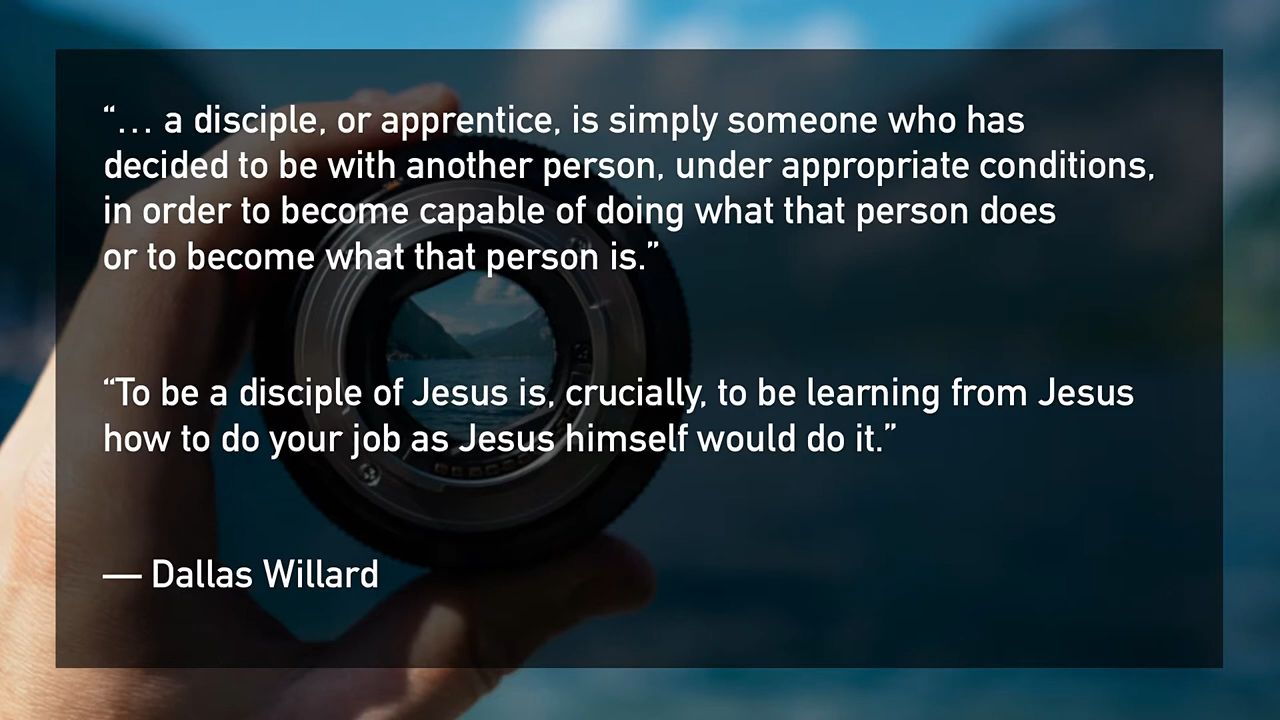 “… a disciple, or apprentice, is simply someone who has
decided to be with another person, under appropriate conditions,
in order to become capable of doing what that person does
or to become what that person is.”
“To be a disciple of Jesus is, crucially, to be learning from Jesus
how to do your job as Jesus himself would do it.”
— Dallas Willard